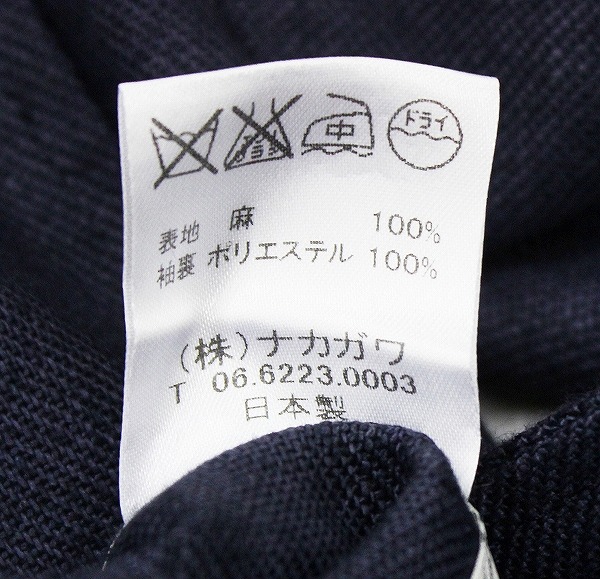 中 ドライ
表地 麻 100%
袖裏 ポリエステル 100%
(株)ナカガワ
T 06.6223.0003
日本製